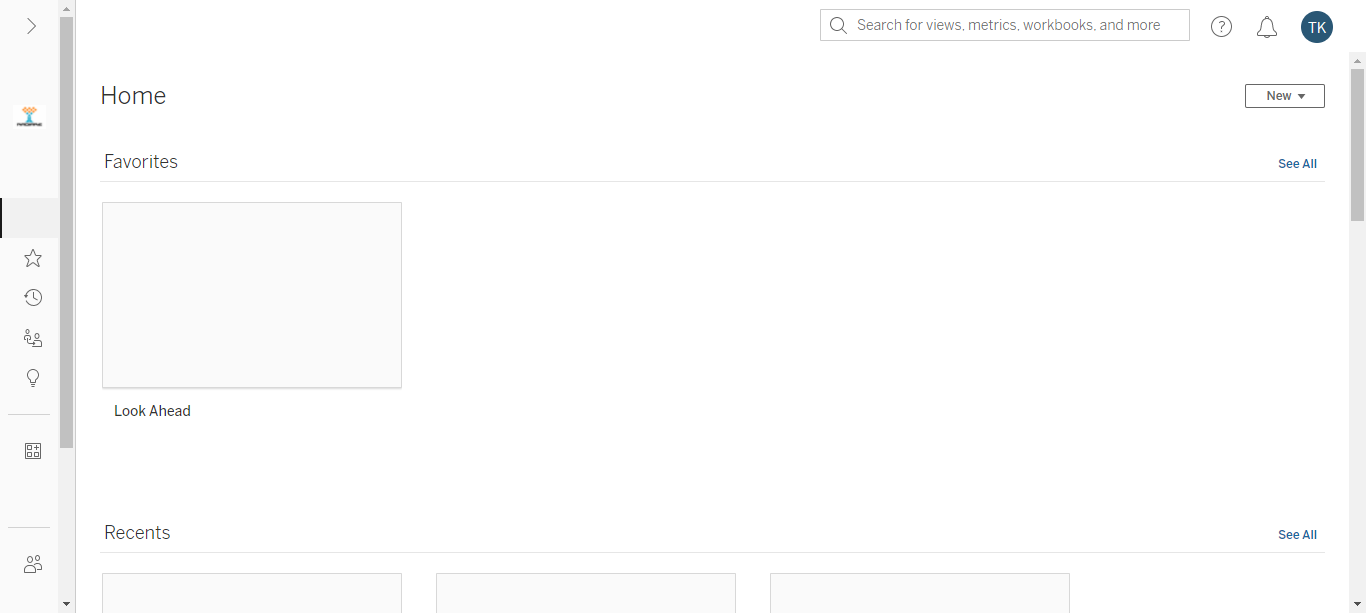 Search for views, metrics, workbooks, and more
TK
Home
New
Favorites
See All
Look Ahead
Recents
See All